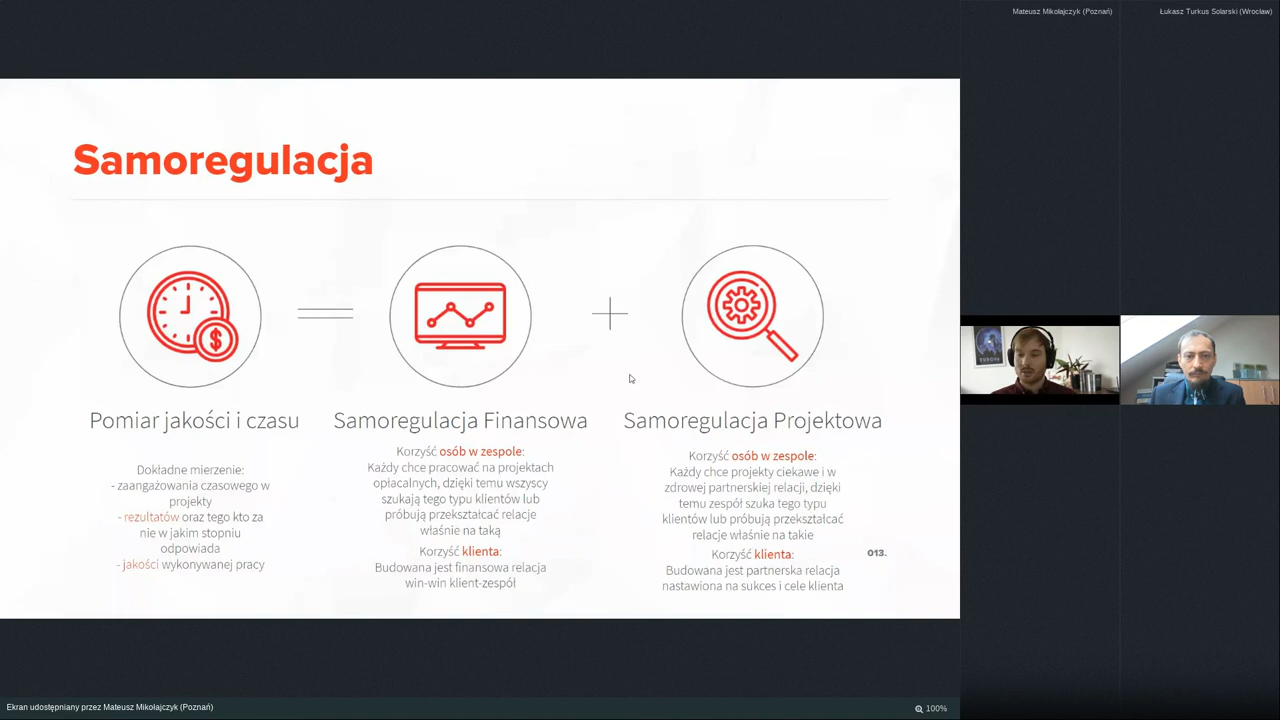 Mateusz Mikołajczyk (Poznań)
Łukasz Turkus Solarski (Wrocław)
Samoregulacja
Pomiar jakości i czasu
Dokładne mierzenie:
- zaangażowania czasowego w
projekty
- rezultatów oraz tego kto za
nie w jakim stopniu
odpowiada
- jakości wykonywanej pracy
Samoregulacja Finansowa
Korzyść osób w zespole:
Każdy chce pracować na projektach
opłacalnych, dzięki temu wszyscy
szukają tego typu klientów lub
próbują przekształcać relacje
właśnie na taką
Korzyść klienta:
Budowana jest finansowa relacja
win-win klient-zespół
Samoregulacja Projektowa
Korzyść osób w zespole:
Każdy chce projekty ciekawe i w
zdrowej partnerskiej relacji, dzięki
temu zespół szuka tego typu
klientów lub próbują przekształcać
relacje właśnie na takie
Korzyść klienta:
Budowana jest partnerska relacja
nastawiona na sukces i cele klienta
013.
Ekran udostępniany przez Mateusz Mikołajczyk (Poznań)
100%